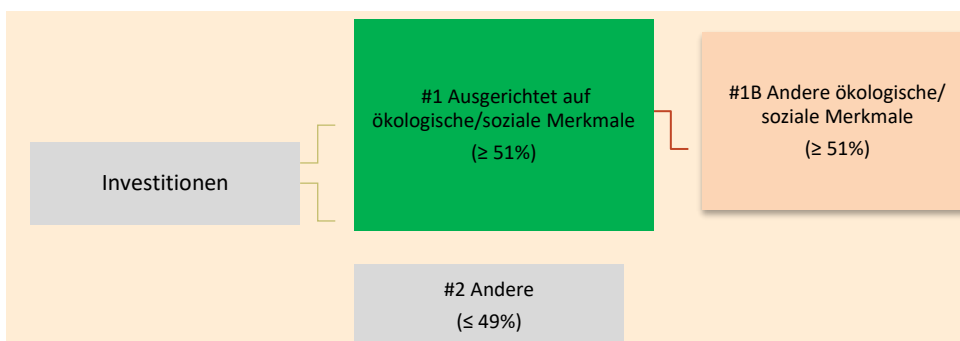 Investitionen
#1 Ausgerichtet auf
ökologische/soziale Merkmale
(≥ 51%)
#1B Andere ökologische/
soziale Merkmale
(≥ 51%)
#2 Andere
(≤ 49%)